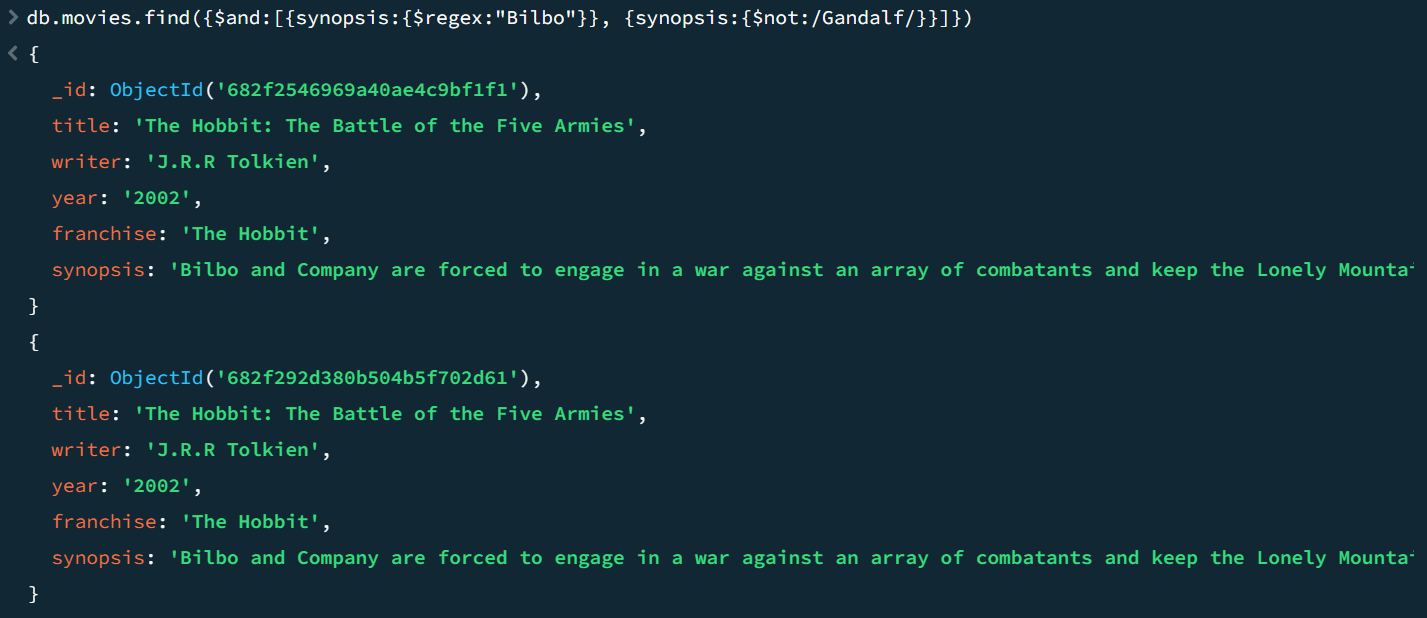 db.movies.find({$and:[{synopsis:{$regex:"Bilbo"}}, {synopsis:{$not:/Gandalf/}}]})
{
_id: ObjectId('682f2546969a40ae4c9bf1f1'),
title: 'The Hobbit: The Battle of the Five Armies',
writer: 'J.R.R Tolkien',
year: '2002',
franchise: 'The Hobbit',
synopsis: 'Bilbo and Company are forced to engage in a war against an array of combatants and keep the Lonely
}
{
_id: ObjectId('682f292d380b504b5f702d61'),
title: 'The Hobbit: The Battle of the Five Armies',
writer: 'J.R.R Tolkien',
year: '2002',
franchise: 'The Hobbit',
synopsis: 'Bilbo and Company are forced to engage in a war against an array of combatants and keep the Lonely
}